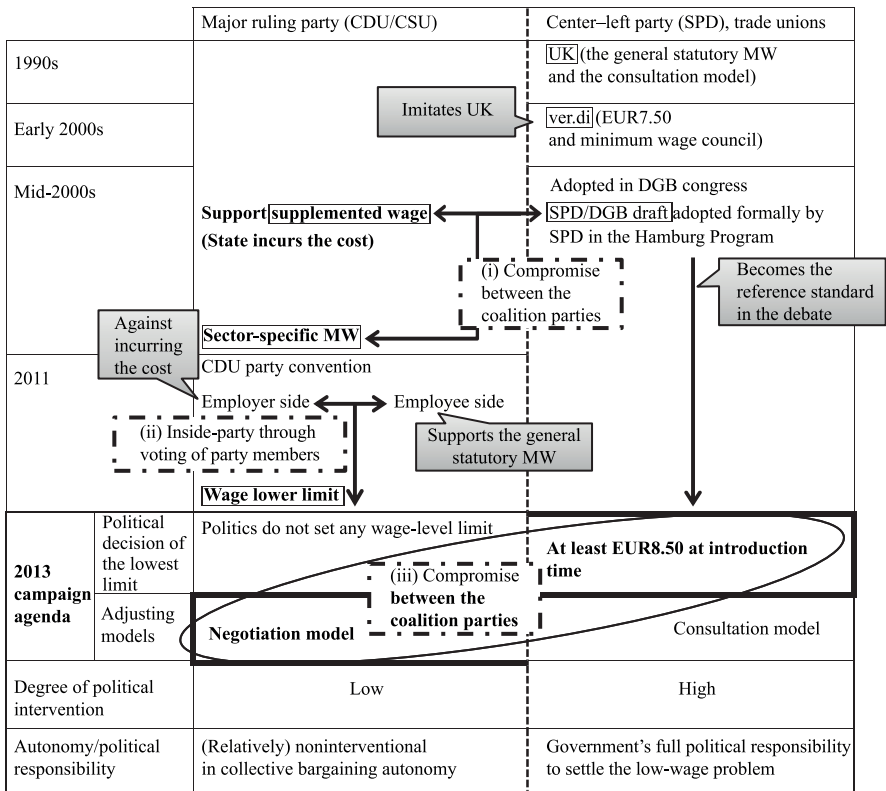 Major ruling party (CDU/CSU)
Center–left party (SPD), trade unions
1990s
UK (the general statutory MW
and the consultation model)
Imitates UK
Early 2000s
ver.di (EUR7.50
and minimum wage council)
Mid-2000s
Adopted in DGB congress
Support supplemented wage
(State incurs the cost)
SPD/DGB draft adopted formally by
SPD in the Hamburg Program
(i) Compromise
between the
coalition parties
Becomes the
reference standard
in the debate
Against
incurring
the cost
Sector-specific MW
2011
CDU party convention
Employer side
Employee side
(ii) Inside-party through
voting of party members
Supports the general
statutory MW
Wage lower limit
2013
campaign
agenda
Political
decision of
the lowest
limit
Politics do not set any wage-level limit
At least EUR8.50 at introduction
time
(iii) Compromise
between the
coalition parties
Adjusting
models
Negotiation model
Consultation model
Degree of political
intervention
Low
High
Autonomy/political
responsibility
(Relatively) noninterventional
in collective bargaining autonomy
Government's full political responsibility
to settle the low-wage problem